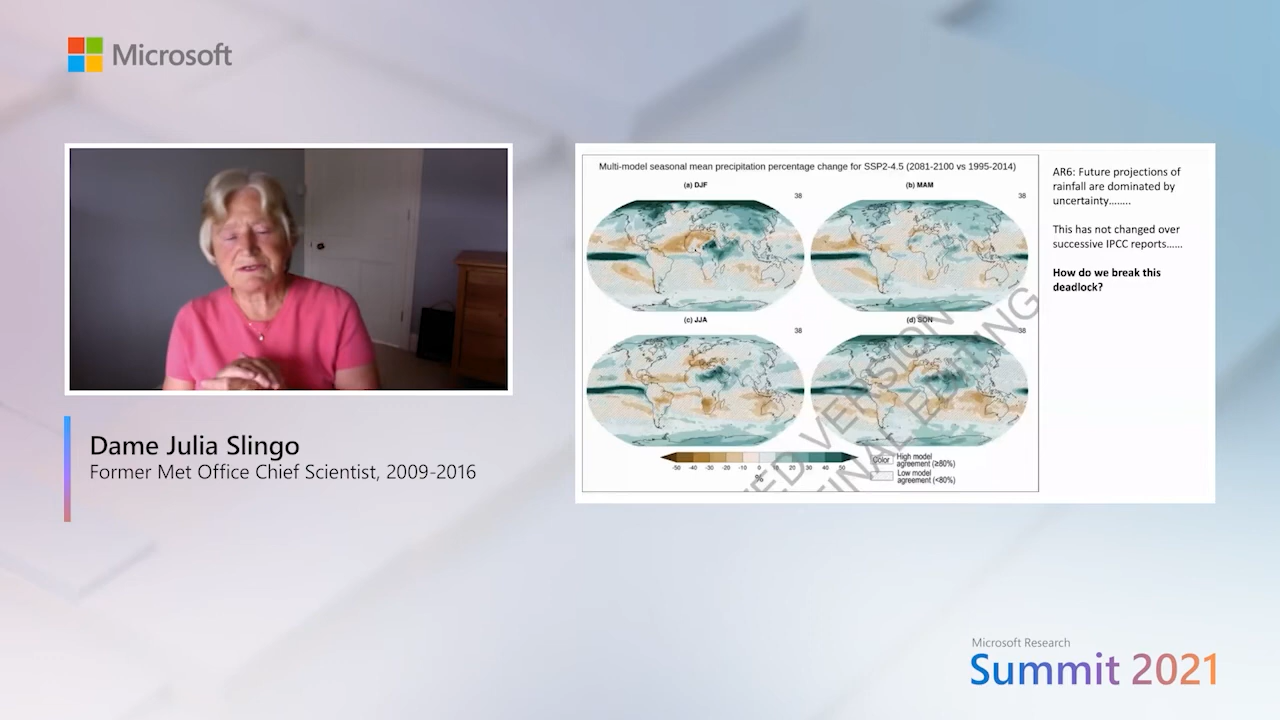 Microsoft
Dame Julia Slingo
Former Met Office Chief Scientist, 2009-2016
Multi-model seasonal mean precipitation percentage change for SSP2-4.5 (2081-2100 vs 1995-2014)
(a) DJF
38
(b) MAM
38
(c) JJA
38
(d) SON
38
-50 -40 -30 -20 -10 0 10 20 30 40 50
%
Color
High model
agreement (≥80%)
Low model
agreement (<80%)
AR6: Future projections of
rainfall are dominated by
uncertainty........
This has not changed over
successive IPCC reports......
How do we break this
deadlock?
Microsoft Research
Summit 2021